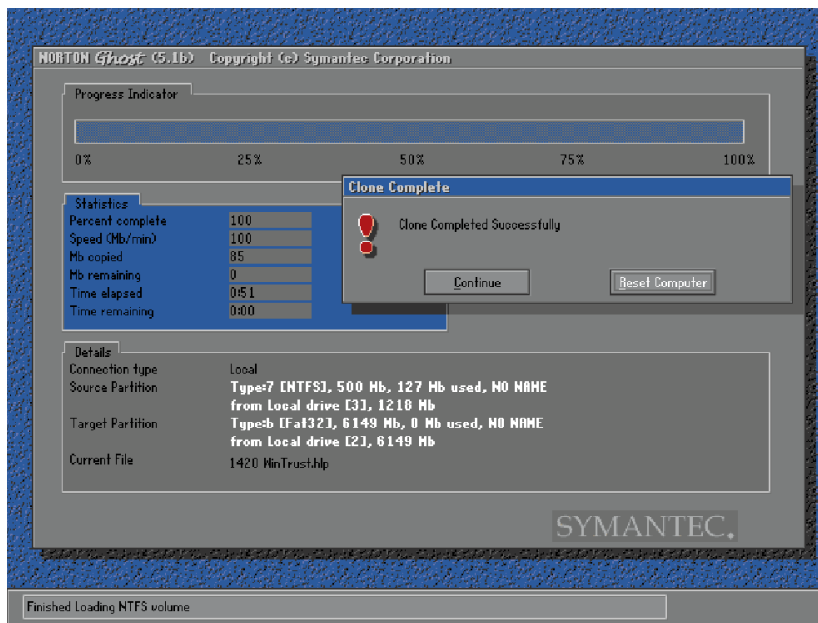 NORTON Ghost (5.1b) Copyright (c) Symantec Corporation
Progress Indicator
0% 25% 50% 75% 100%
Clone Complete
Clone Completed Successfully
Continue Reset Computer
Statistics
Percent complete 100
Speed (Mb/min) 100
Mb copied 85
Mb remaining 0
Time elapsed 0:51
Time remaining 0:00
Details
Connection type Local
Source Partition Type:7 [NTFS], 500 Mb, 127 Mb used, NO NAME
from Local drive [3], 1218 Mb
Target Partition Type:b [Fat32], 6149 Mb, 0 Mb used, NO NAME
from Local drive [2], 6149 Mb
Current File 1420 WinTrust.hlp
SYMANTEC.
Finished Loading NTFS volume